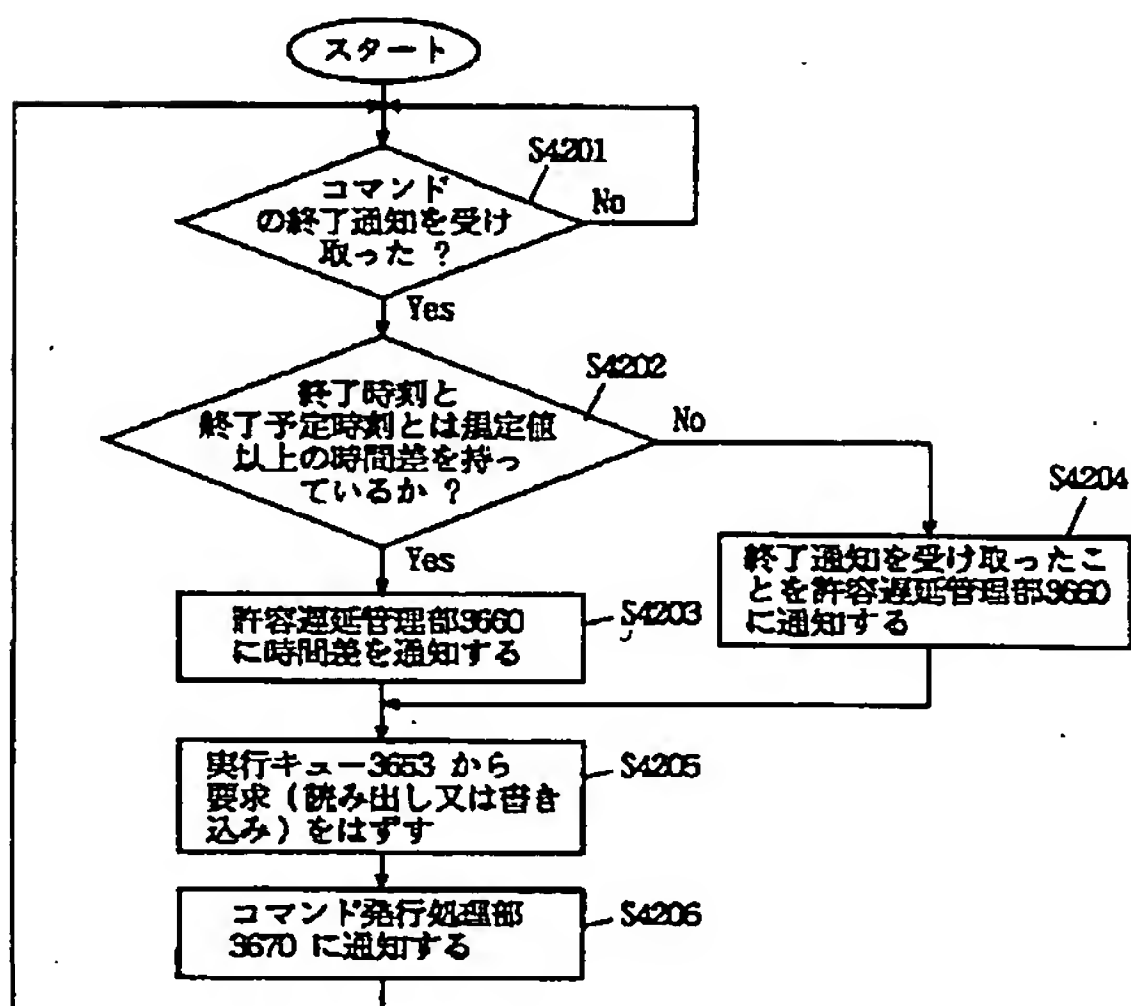 スタート
S4201
コマンド
の終了通知を受け
取った ?
No
Yes
S4202
終了時刻と
終了予定時刻とは規定値
以上の時間差を持っ
ているか ?
No
Yes
S4204
終了通知を受け取ったこ
とを許容遅延管理部3660
に通知する
許容遅延管理部3660
に時間差を通知する
S4203
実行キュー3653 から
要求 (読み出し又は書き
込み) をはずす
S4205
コマンド発行処理部
3670 に通知する
S4206